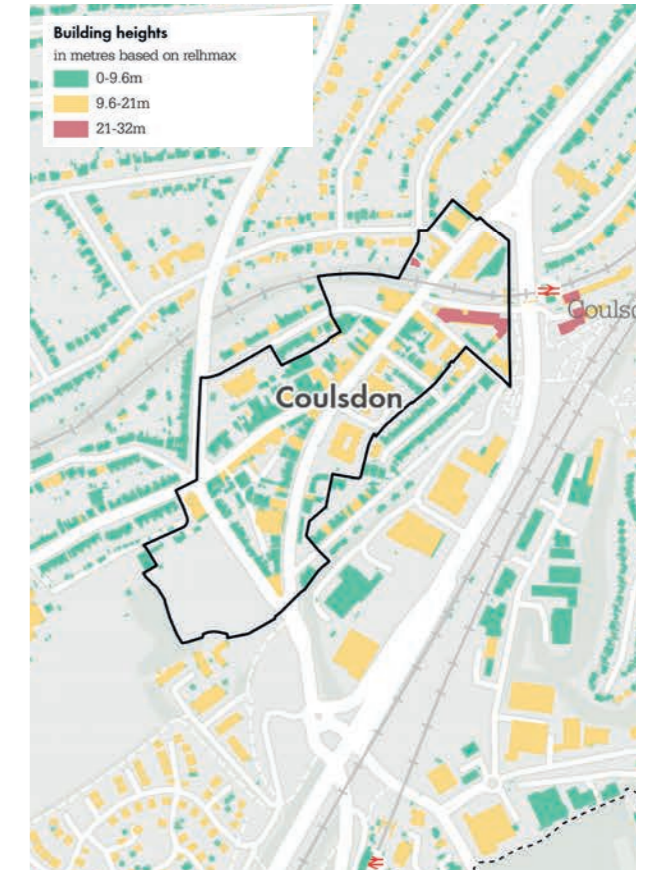 Building heights
in metres based on relhmax
0-9.6m
9.6-21m
21-32m
Coulsd
Coulsdon